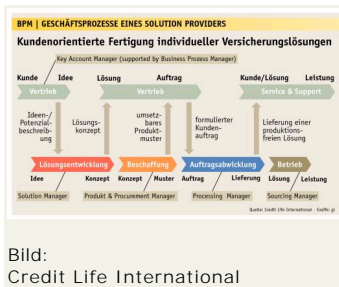 BPM | GESCHÄFTSPROZESSE EINES SOLUTION PROVIDERS
Kundenorientierte Fertigung individueller Versicherungslösungen
Key Account Manager (supported by Business Prozess Manager)
Kunde Idee Lösung Auftrag Kunde/Lösung Leistung
Vertrieb Vertrieb Service & Support
Ideen-/
Potenzial-
beschreib-
ung
Lösungs-
konzept
umsetz-
bares
Produkt-
muster
formulierter
Kunden-
auftrag
Lieferung einer
produktions-
freien Lösung
Lösungsentwicklung Beschaffung Auftragsabwicklung Betrieb
Idee Konzept Konzept Muster Auftrag Lieferung Lösung Leistung
Solution Manager Produkt & Procurement Manager Processing Manager Sourcing Manager
Quelle: Credit Life International - Grafik: gt
Bild:
Credit Life International